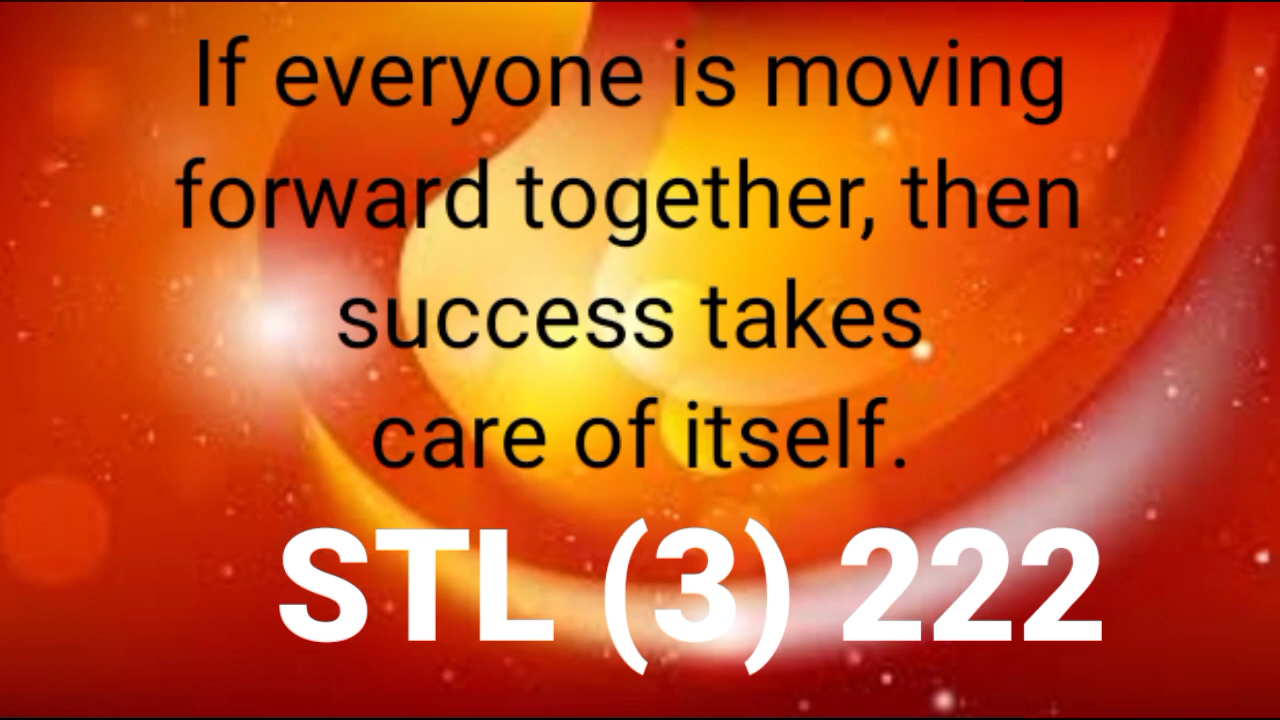 If everyone is moving
forward together, then
success takes
care of itself.
STL (3) 222